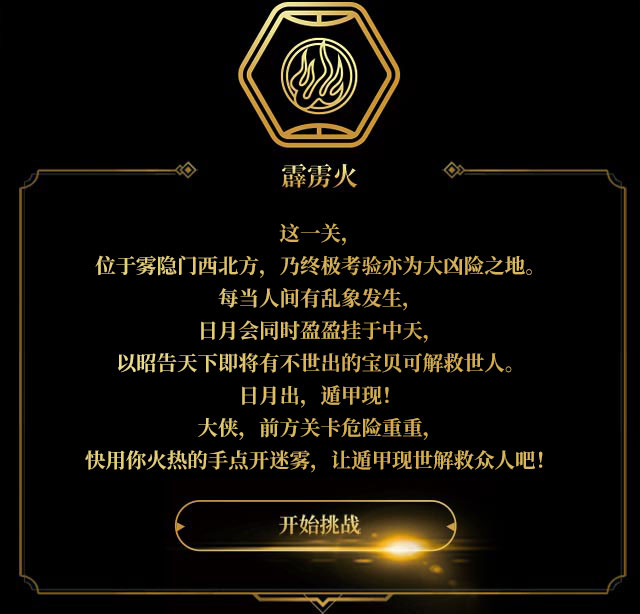 霹雳火
这一关，
位于雾隐门西北方，乃终极考验亦为大凶险之地。
每当人间有乱象发生，
日月会同时盈盈挂于中天，
以昭告天下即将有不世出的宝贝可解救世人。
日月出，遁甲现！
大侠，前方关卡危险重重，
快用你火热的手点开迷雾，让遁甲现世解救众人吧！
开始挑战